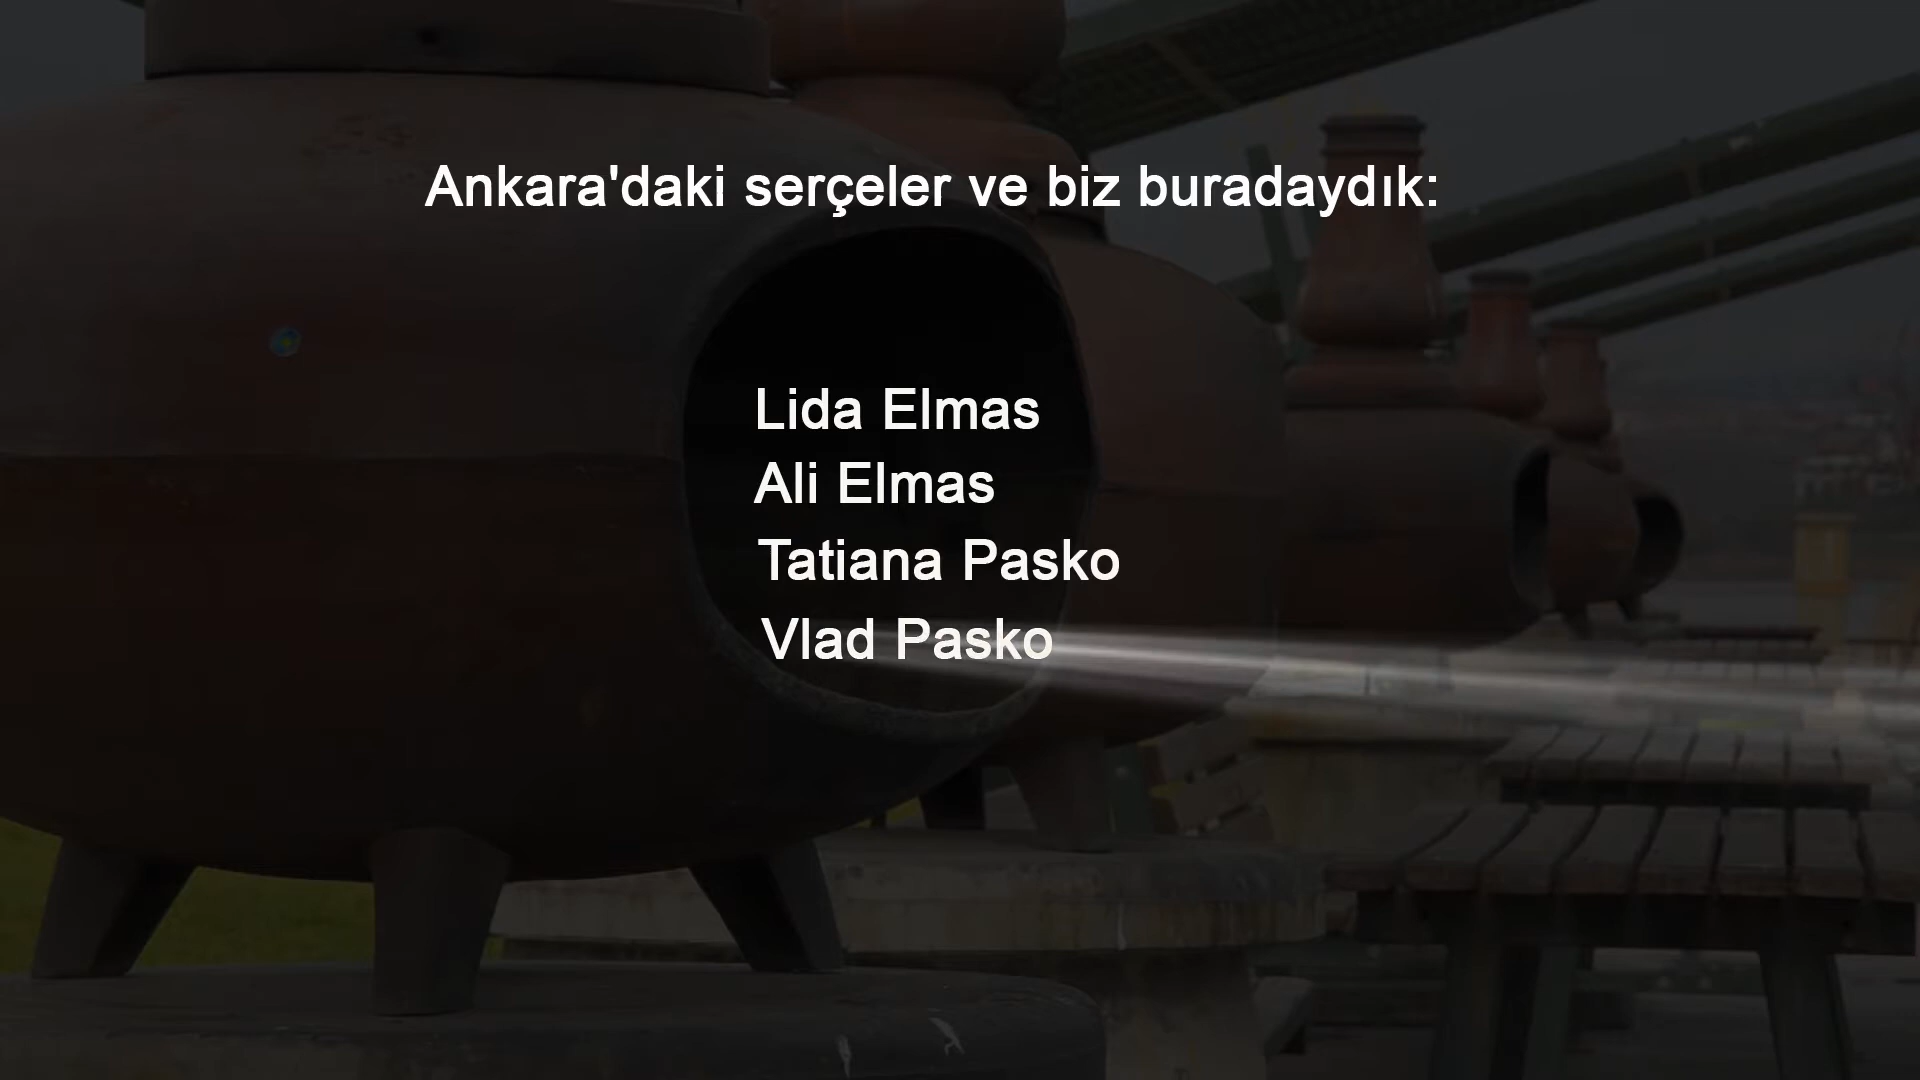 Ankara'daki serçeler ve biz buradaydık:
Lida Elmas
Ali Elmas
Tatiana Pasko
Vlad Pasko